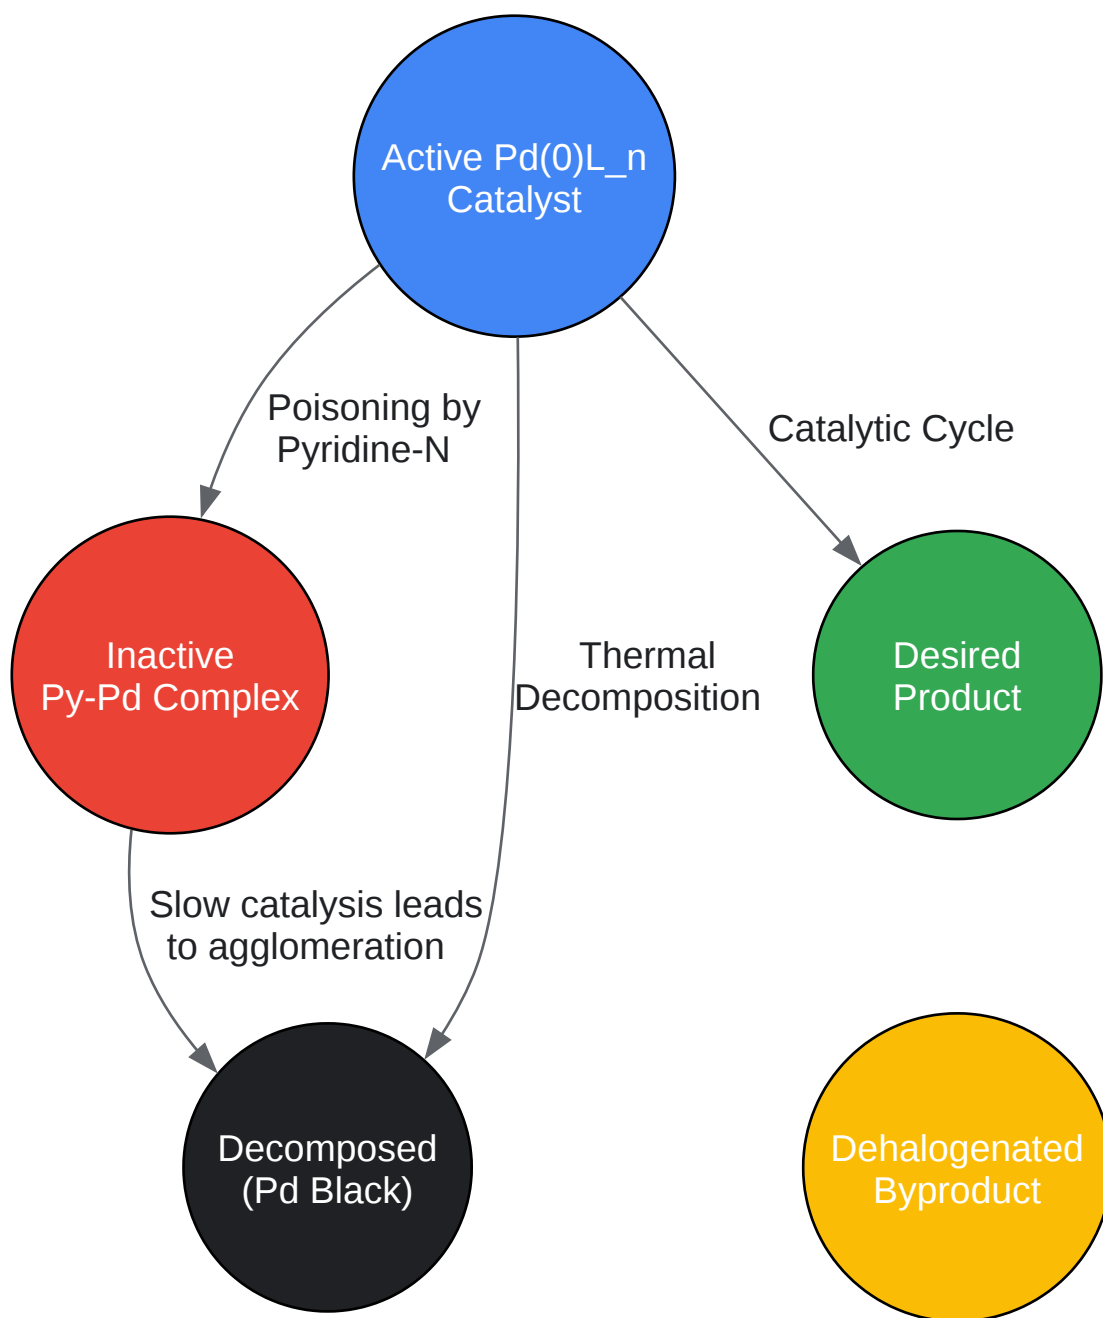 Active Pd(0)L_n
Catalyst
Poisoning by
Pyridine-N
Catalytic Cycle
Inactive
Py-Pd Complex
Thermal
Decomposition
Desired
Product
Slow catalysis leads
to agglomeration
Decomposed
(Pd Black)
Dehalogenated
Byproduct